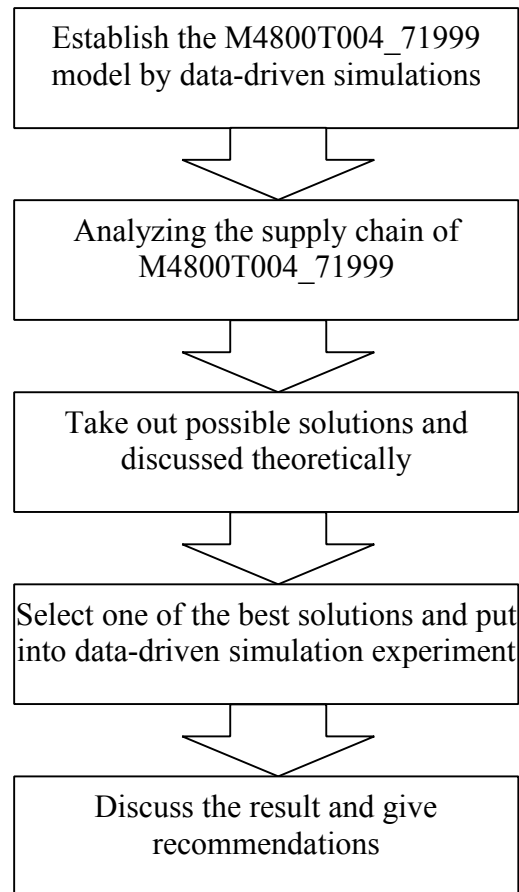 Establish the M4800T004_71999
model by data-driven simulations
Analyzing the supply chain of
M4800T004_71999
Take out possible solutions and
discussed theoretically
Select one of the best solutions and put
into data-driven simulation experiment
Discuss the result and give
recommendations